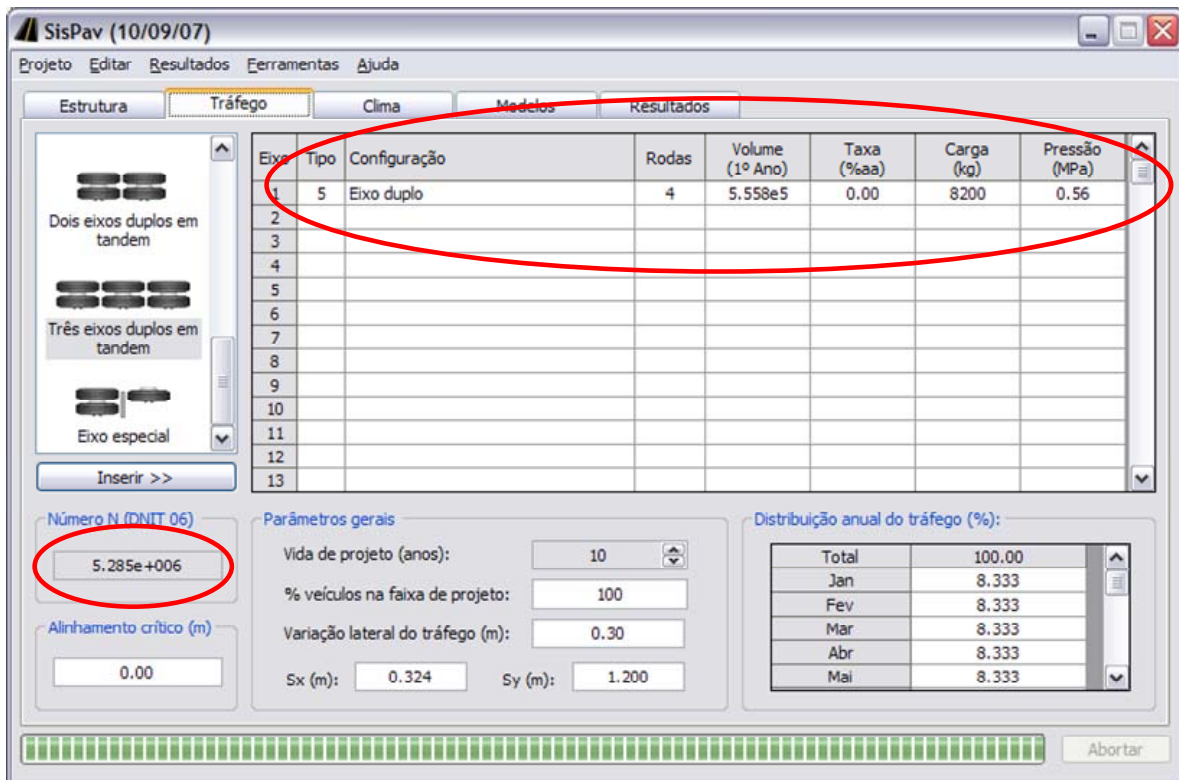 SisPav (10/09/07)
Projeto Editar Resultados Ferramentas Ajuda
Estrutura Tráfego Clima Modelos Resultados
Dois eixos duplos em
tandem
Três eixos duplos em
tandem
Eixo especial
Inserir >>
Eixo Tipo Configuração Rodas Volume (1º Ano) Taxa (%aa) Carga (kg) Pressão (MPa)
1 5 Eixo duplo 4 5.558e5 0.00 8200 0.56
2
3
4
5
6
7
8
9
10
11
12
13
Número N (DNIT 06)
5.285e+006
Alinhamento crítico (m)
0.00
Parâmetros gerais
Vida de projeto (anos): 10
% veículos na faixa de projeto: 100
Variação lateral do tráfego (m): 0.30
Sx (m): 0.324 Sy (m): 1.200
Distribuição anual do tráfego (%):
Total 100.00
Jan 8.333
Fev 8.333
Mar 8.333
Abr 8.333
Mai 8.333
Abortar